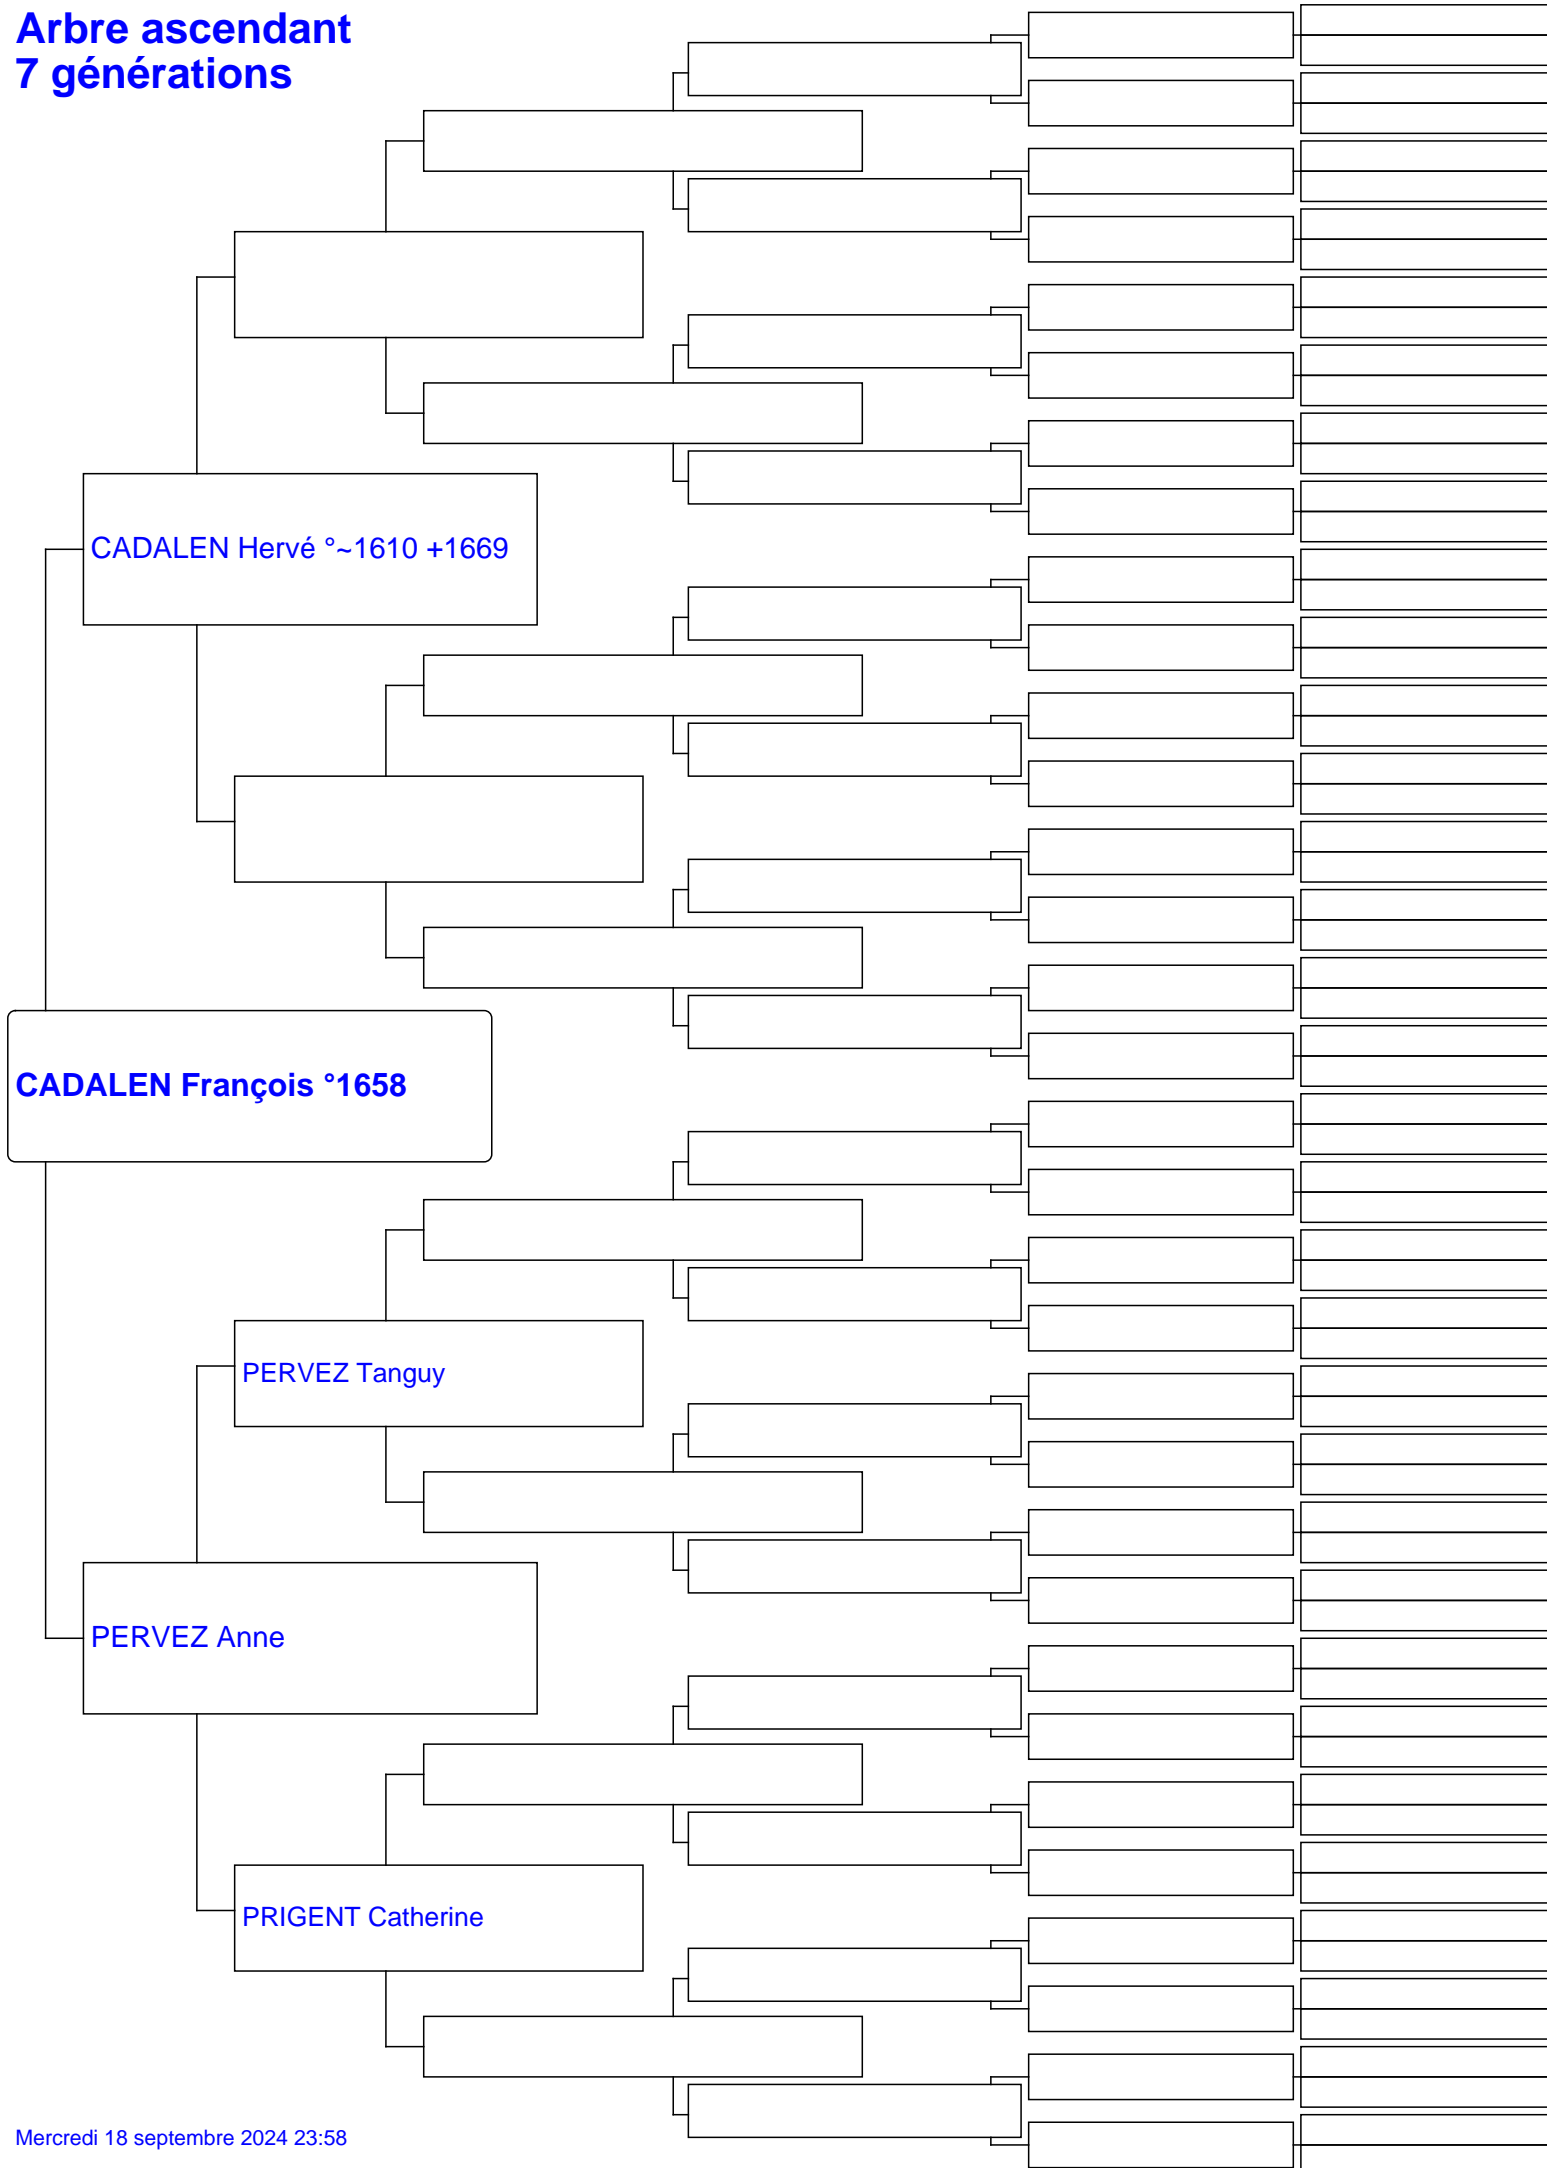 Arbre ascendant
7 générations
CADALEN Hervé °~1610 +1669
CADALEN François °1658
PERVEZ Tanguy
PERVEZ Anne
PRIGENT Catherine
Mercredi 18 septembre 2024 23:58